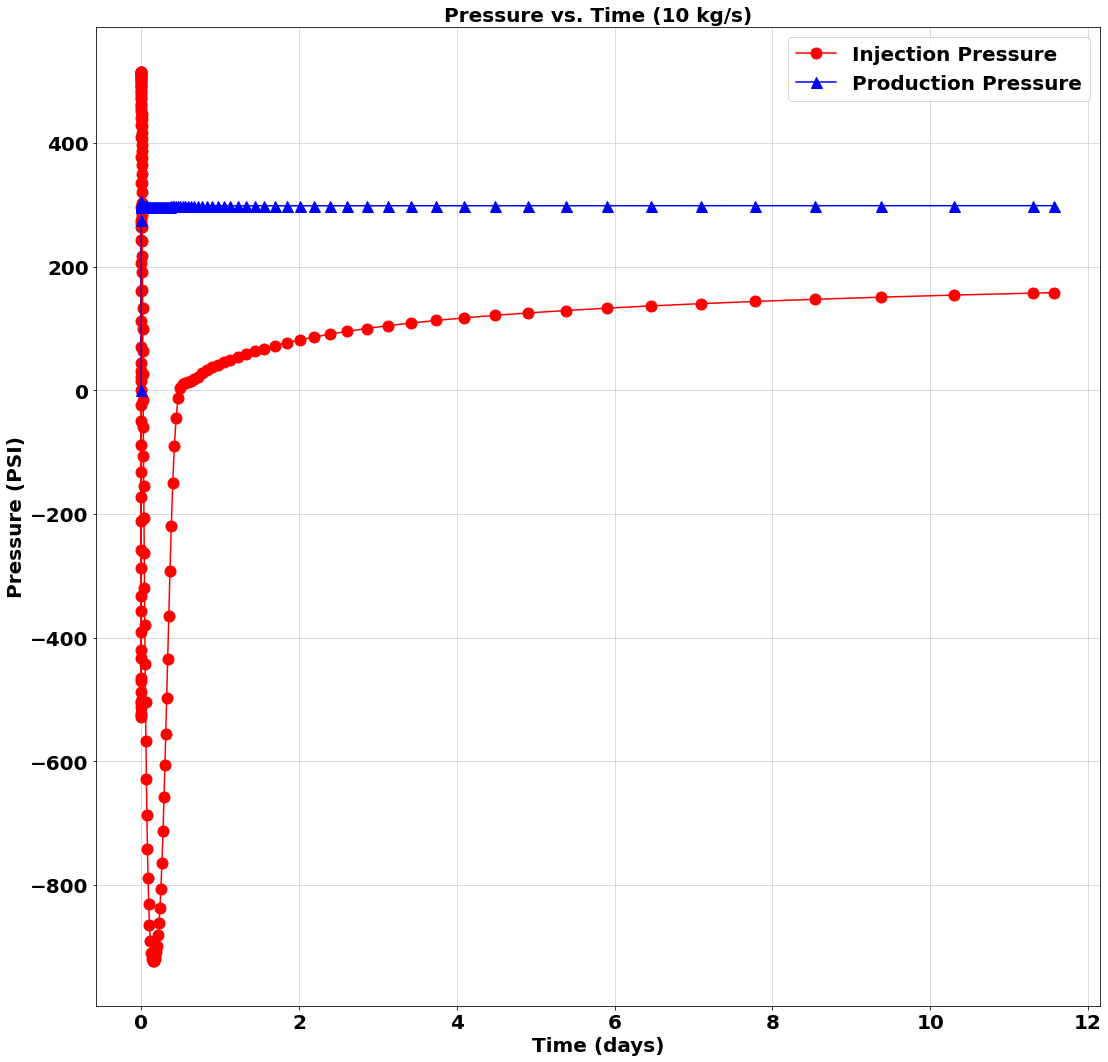 Pressure vs. Time (10 kg/s)
Injection Pressure
Production Pressure
400
200
0
−200
−400
−600
−800
Pressure (PSI)
0 2 4 6 8 10 12
Time (days)